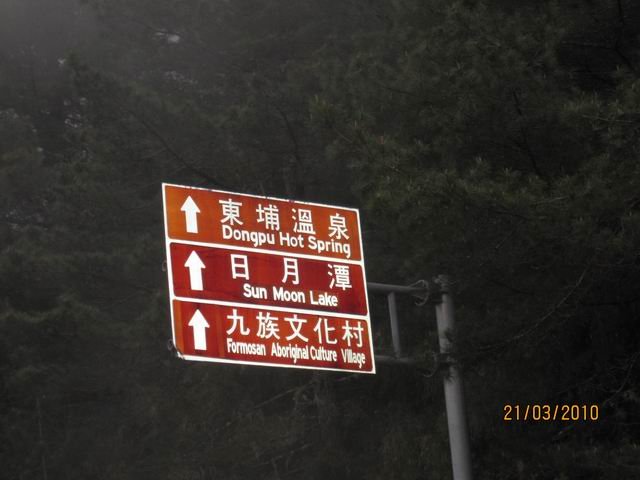 東埔溫泉
Dongpu Hot Spring
日月潭
Sun Moon Lake
九族文化村
Formosan Aboriginal Culture Village
21/03/2010